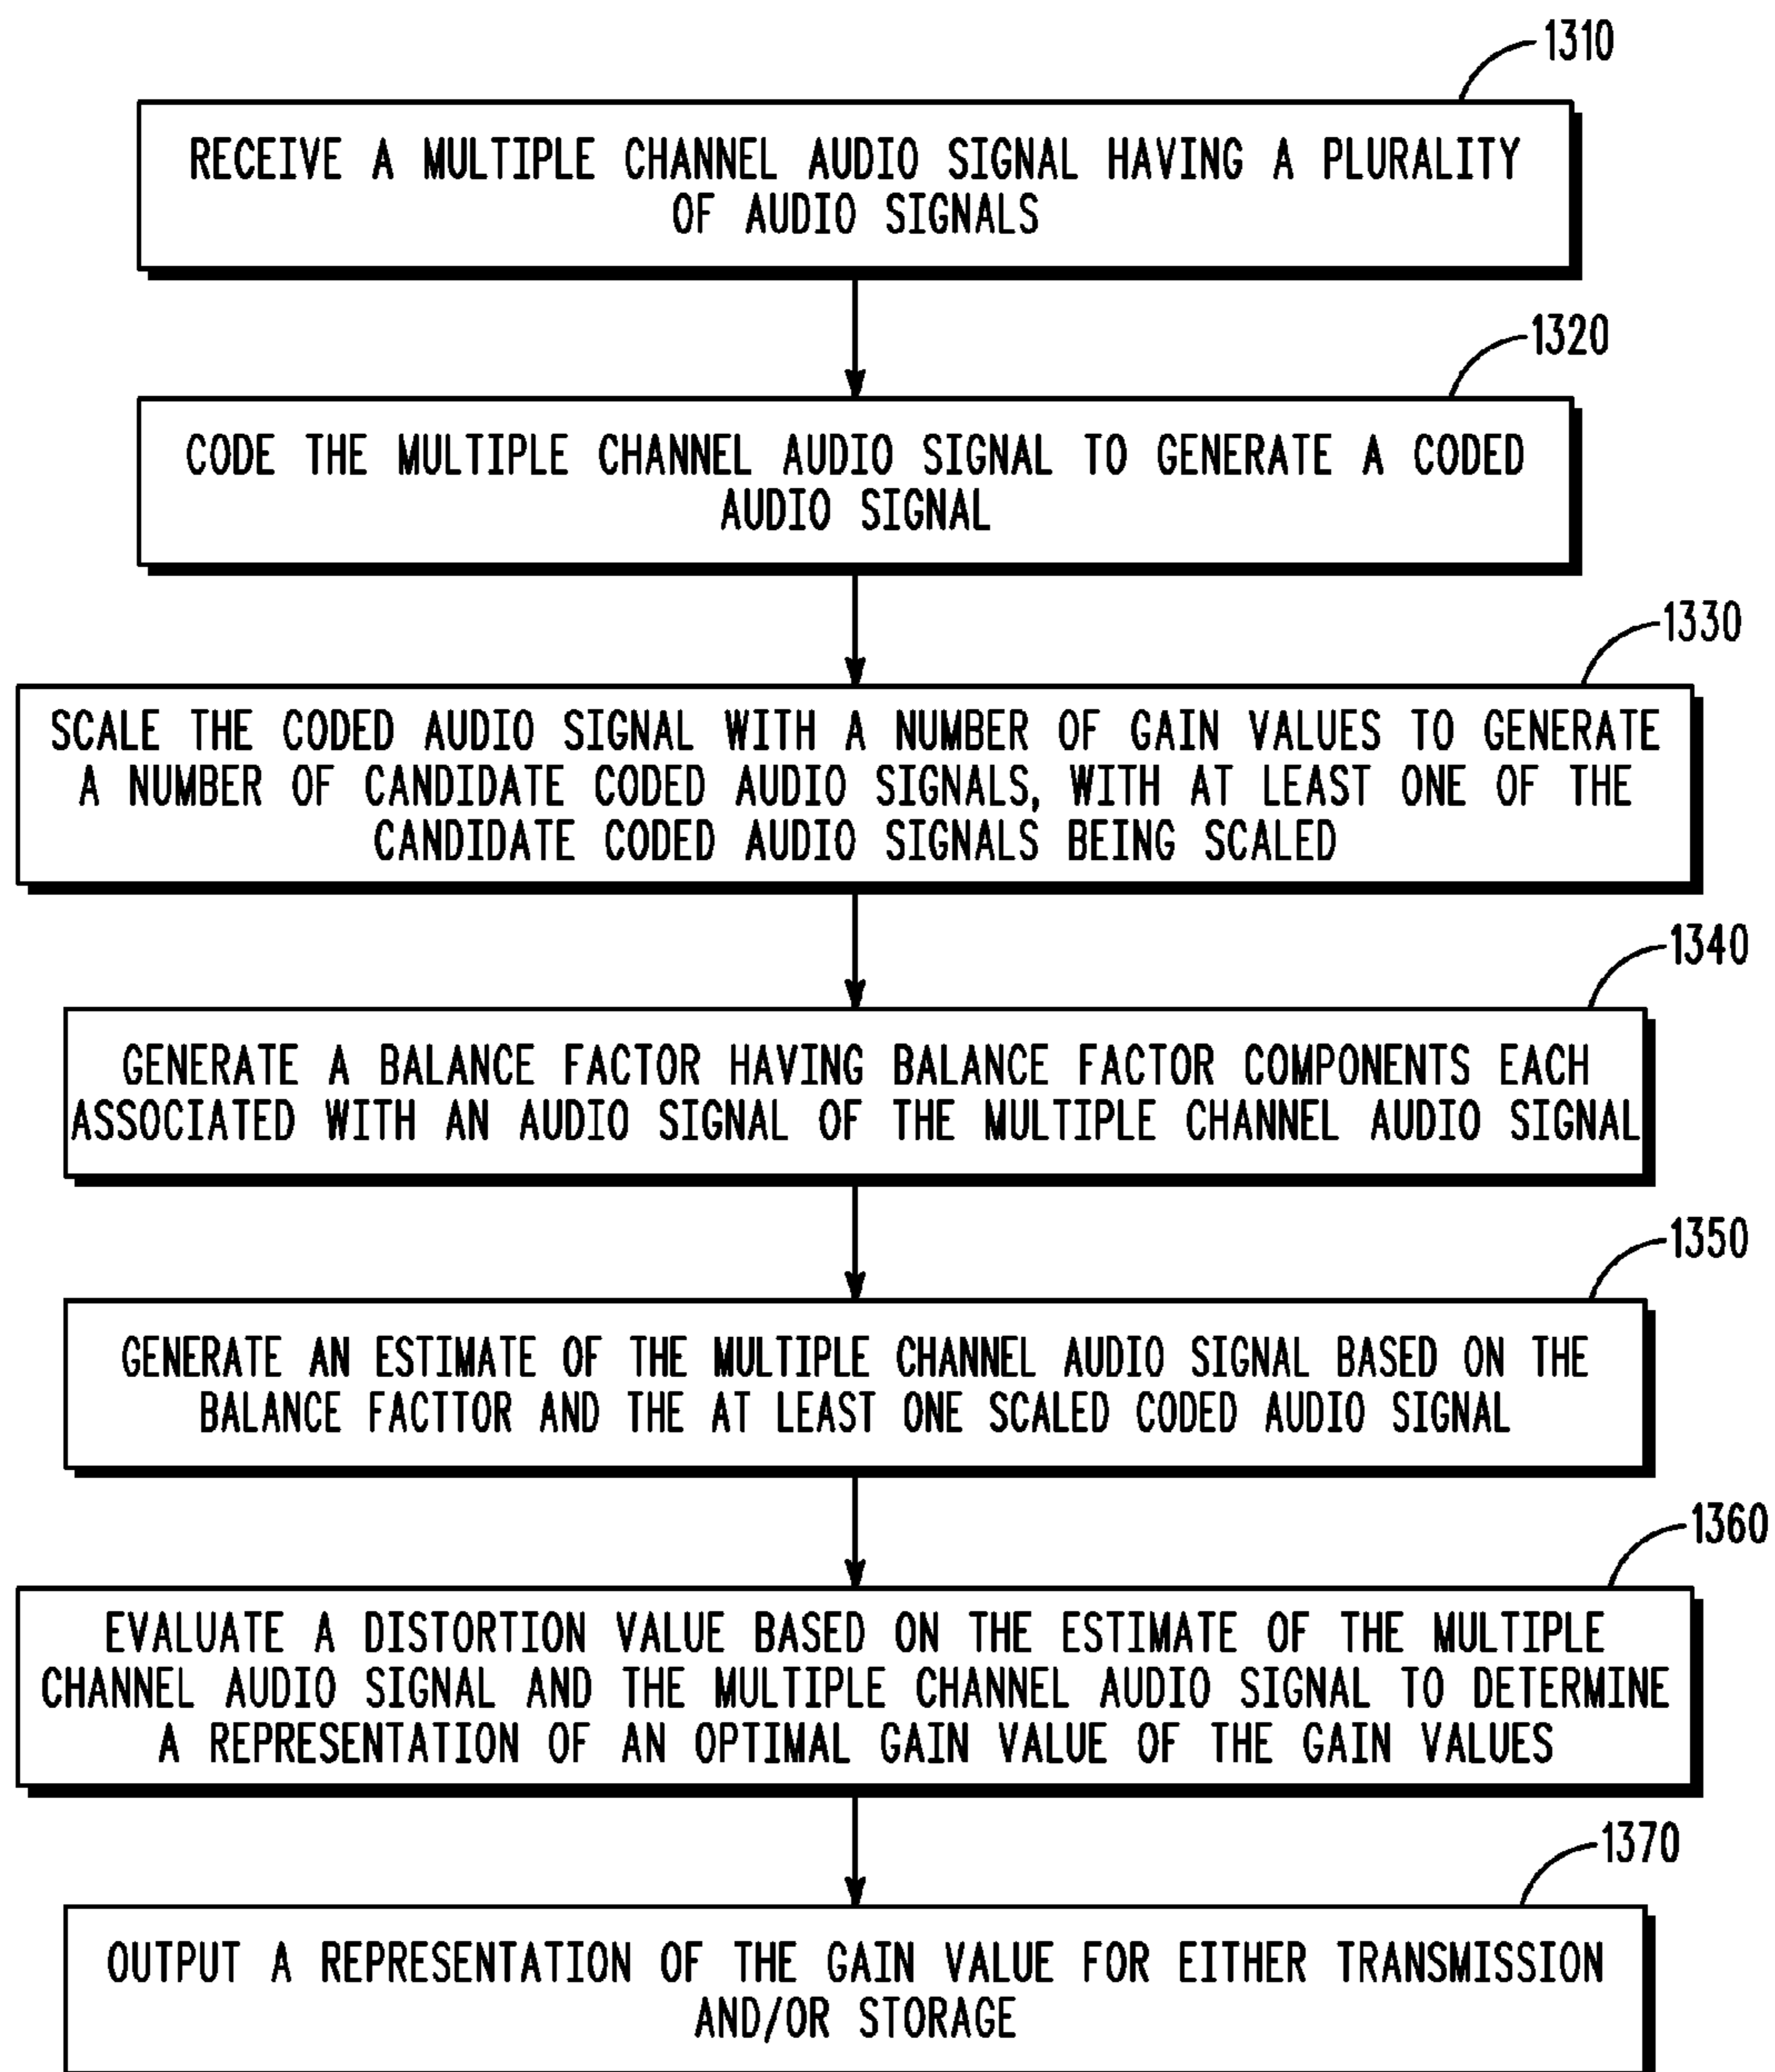 1310
RECEIVE A MULTIPLE CHANNEL AUDIO SIGNAL HAVING A PLURALITY
OF AUDIO SIGNALS
1320
CODE THE MULTIPLE CHANNEL AUDIO SIGNAL TO GENERATE A CODED
AUDIO SIGNAL
1330
SCALE THE CODED AUDIO SIGNAL WITH A NUMBER OF GAIN VALUES TO GENERATE
A NUMBER OF CANDIDATE CODED AUDIO SIGNALS, WITH AT LEAST ONE OF THE
CANDIDATE CODED AUDIO SIGNALS BEING SCALED
1340
GENERATE A BALANCE FACTOR HAVING BALANCE FACTOR COMPONENTS EACH
ASSOCIATED WITH AN AUDIO SIGNAL OF THE MULTIPLE CHANNEL AUDIO SIGNAL
1350
GENERATE AN ESTIMATE OF THE MULTIPLE CHANNEL AUDIO SIGNAL BASED ON THE
BALANCE FACTTOR AND THE AT LEAST ONE SCALED CODED AUDIO SIGNAL
1360
EVALUATE A DISTORTION VALUE BASED ON THE ESTIMATE OF THE MULTIPLE
CHANNEL AUDIO SIGNAL AND THE MULTIPLE CHANNEL AUDIO SIGNAL TO DETERMINE
A REPRESENTATION OF AN OPTIMAL GAIN VALUE OF THE GAIN VALUES
1370
OUTPUT A REPRESENTATION OF THE GAIN VALUE FOR EITHER TRANSMISSION
AND/OR STORAGE